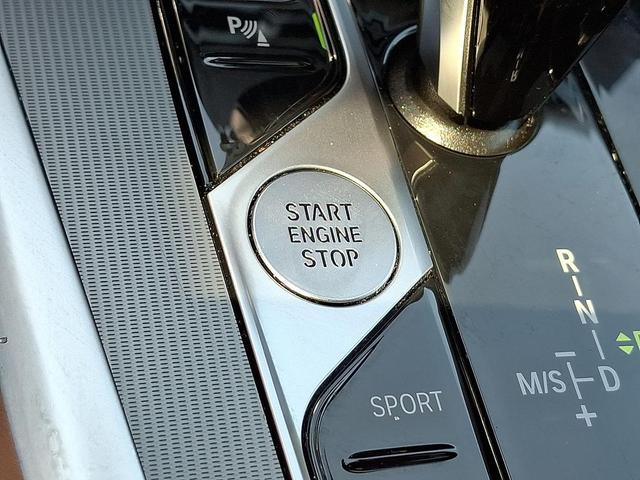 P
START
ENGINE
STOP
SPORT
R
N
−
M/S D
+